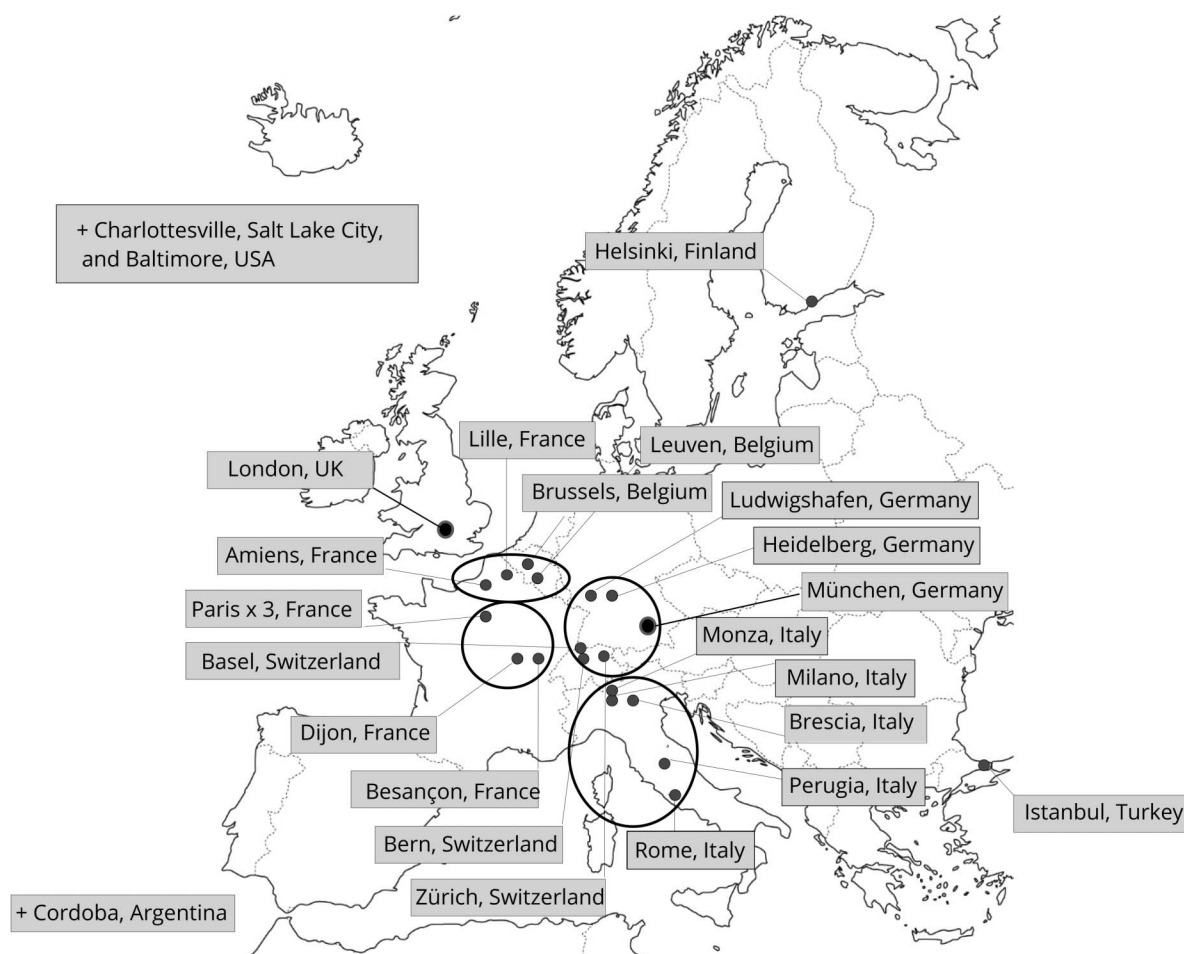 + Charlottesville, Salt Lake City,
and Baltimore, USA
Helsinki, Finland
Lille, France
Leuven, Belgium
London, UK
Brussels, Belgium
Ludwigshafen, Germany
Amiens, France
Heidelberg, Germany
München, Germany
Paris x 3, France
Monza, Italy
Basel, Switzerland
Milano, Italy
Brescia, Italy
Dijon, France
Perugia, Italy
Besançon, France
Istanbul, Turkey
Bern, Switzerland
Rome, Italy
Zürich, Switzerland
+ Cordoba, Argentina